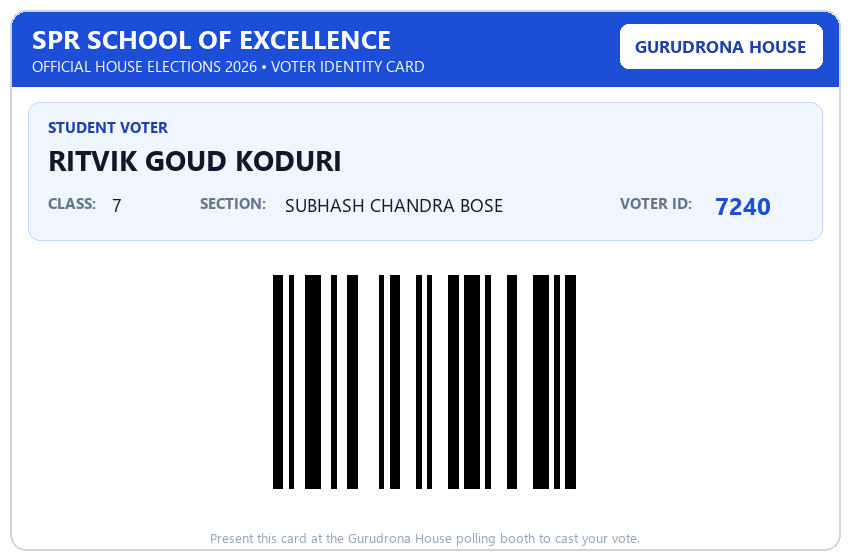 SPR SCHOOL OF EXCELLENCE
OFFICIAL HOUSE ELECTIONS 2026 • VOTER IDENTITY CARD
GURUDRONA HOUSE
STUDENT VOTER
RITVIK GOUD KODURI
CLASS: 7 SECTION: SUBHASH CHANDRA BOSE VOTER ID: 7240
Present this card at the Gurudrona House polling booth to cast your vote.